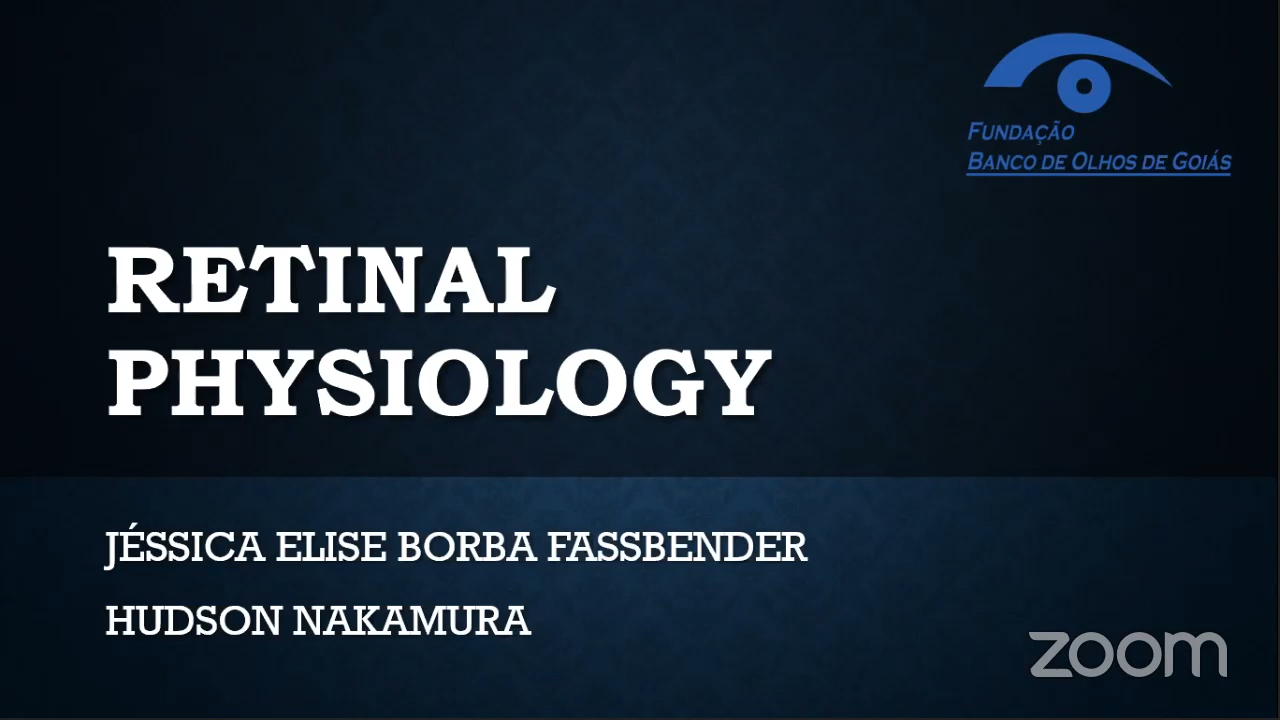 FUNDAÇÃO
BANCO DE OLHOS DE GOIÁS
RETINAL
PHYSIOLOGY
JÉSSICA ELISE BORBA FASSBENDER
HUDSON NAKAMURA
zoom